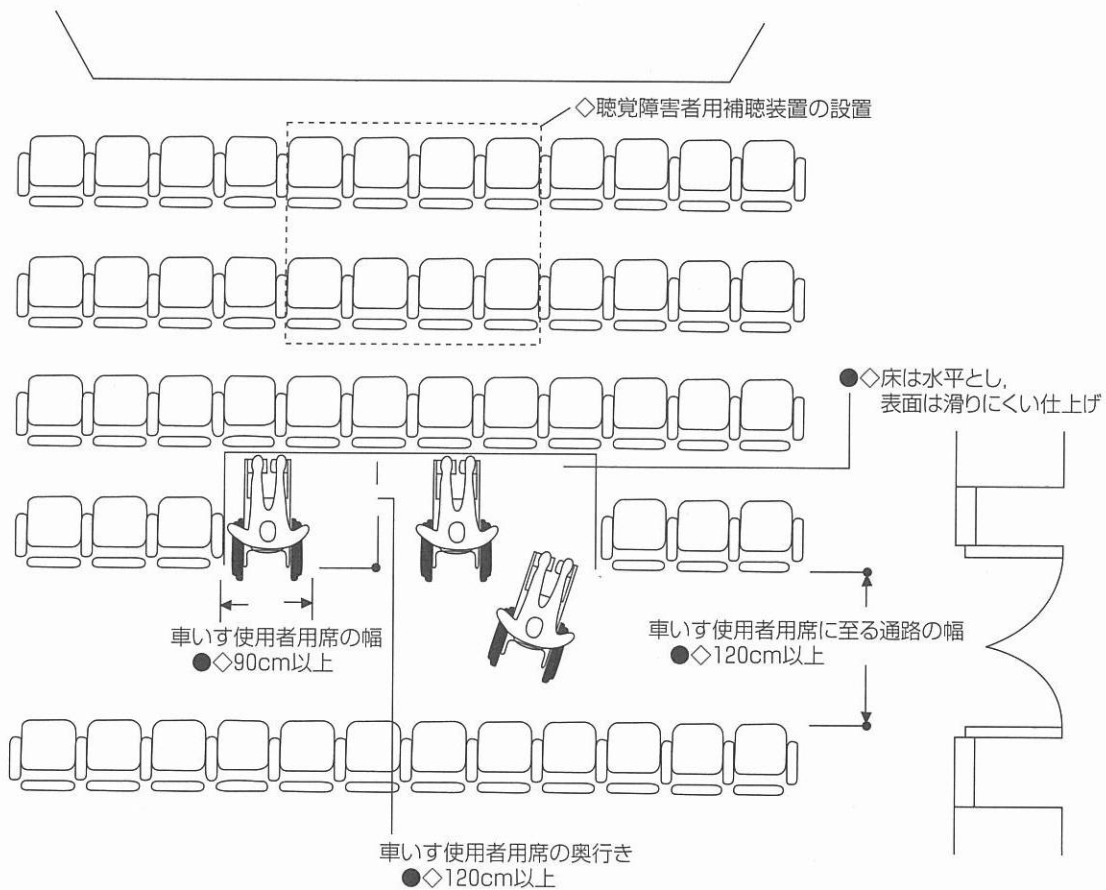 ◇聴覚障害者用補聴装置の設置
●◇床は水平とし,
表面は滑りにくい仕上げ
車いす使用者用席の幅
●◇90cm以上
車いす使用者用席に至る通路の幅
●◇120cm以上
車いす使用者用席の奥行き
●◇120cm以上